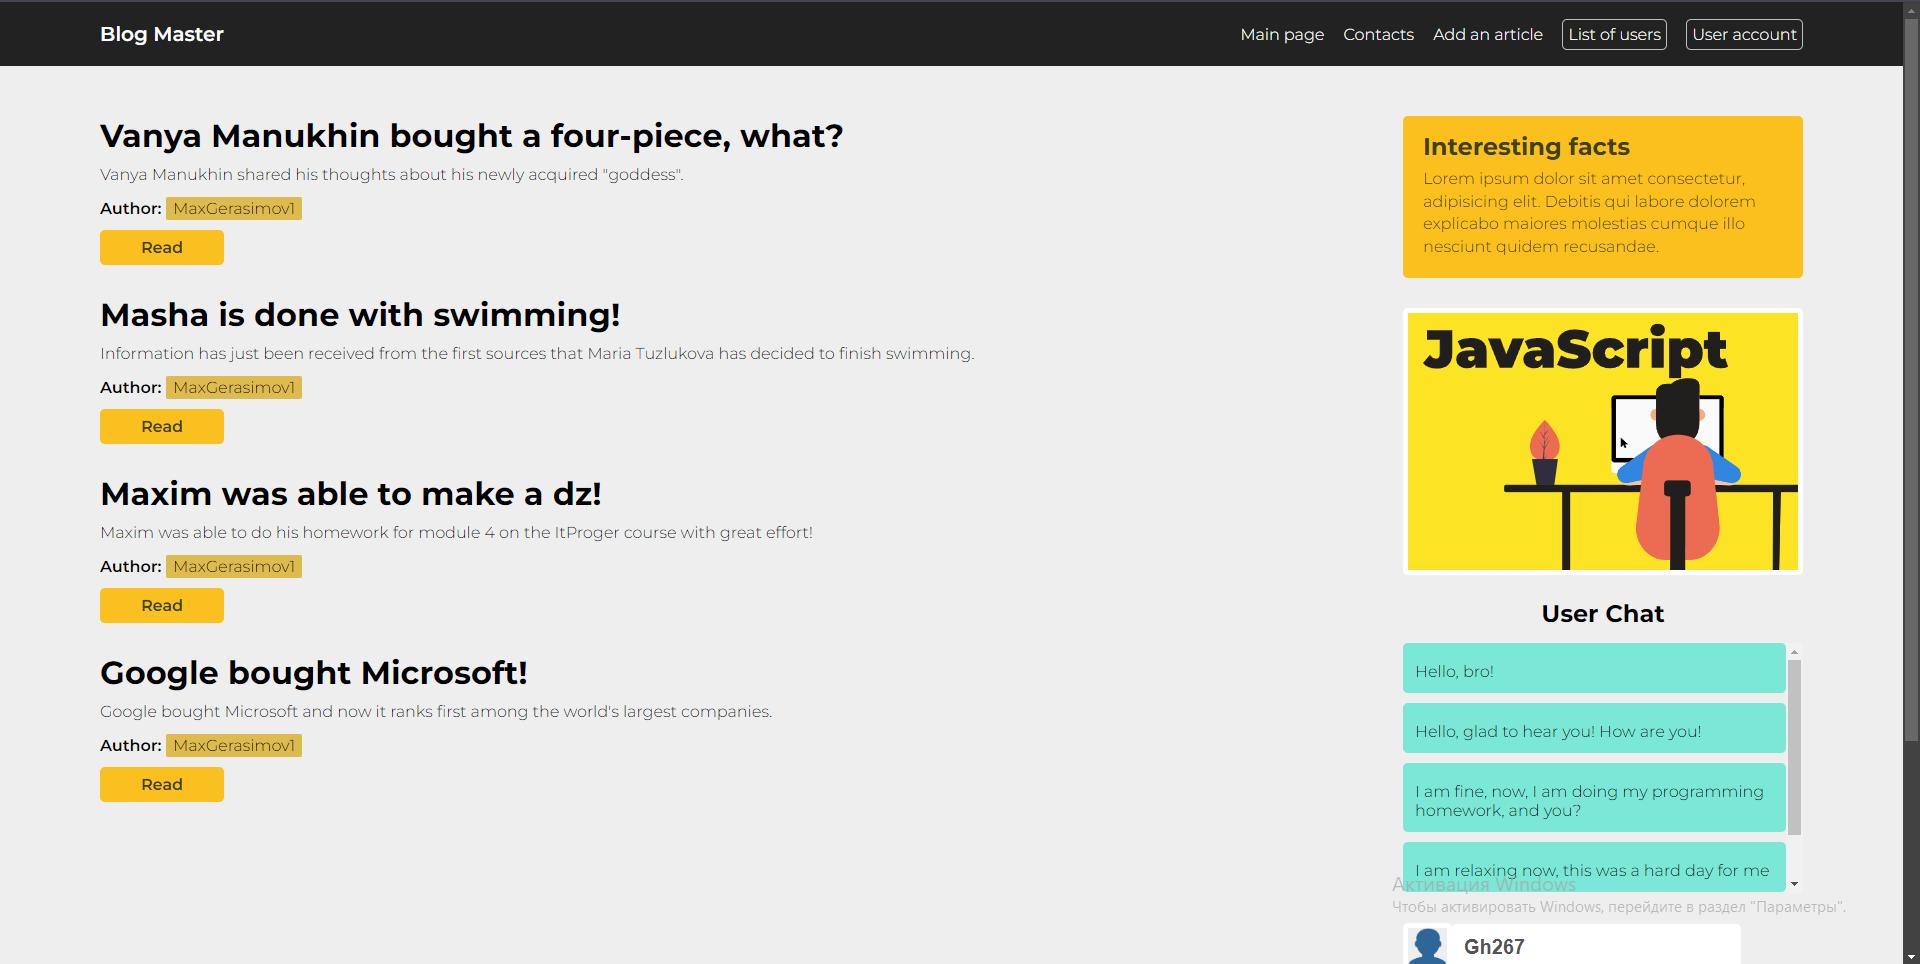 Blog Master
Main page
Contacts
Add an article
List of users
User account
Vanya Manukhin bought a four-piece, what?
Vanya Manukhin shared his thoughts about his newly acquired "goddess".
Author: MaxGerasimov1
Read
Masha is done with swimming!
Information has just been received from the first sources that Maria Tuzlukova has decided to finish swimming.
Author: MaxGerasimov1
Read
Maxim was able to make a dz!
Maxim was able to do his homework for module 4 on the ItProger course with great effort!
Author: MaxGerasimov1
Read
Google bought Microsoft!
Google bought Microsoft and now it ranks first among the world's largest companies.
Author: MaxGerasimov1
Read
Interesting facts
Lorem ipsum dolor sit amet consectetur,
adipisicing elit. Debitis qui labore dolorem
explicabo maiores molestias cumque illo
nesciunt quidem recusandae.
JavaScript
User Chat
Hello, bro!
Hello, glad to hear you! How are you!
I am fine, now, I am doing my programming
homework, and you?
I am relaxing now, this was a hard day for me
Активация Windows
Чтобы активировать Windows, перейдите в раздел "Параметры".
Gh267